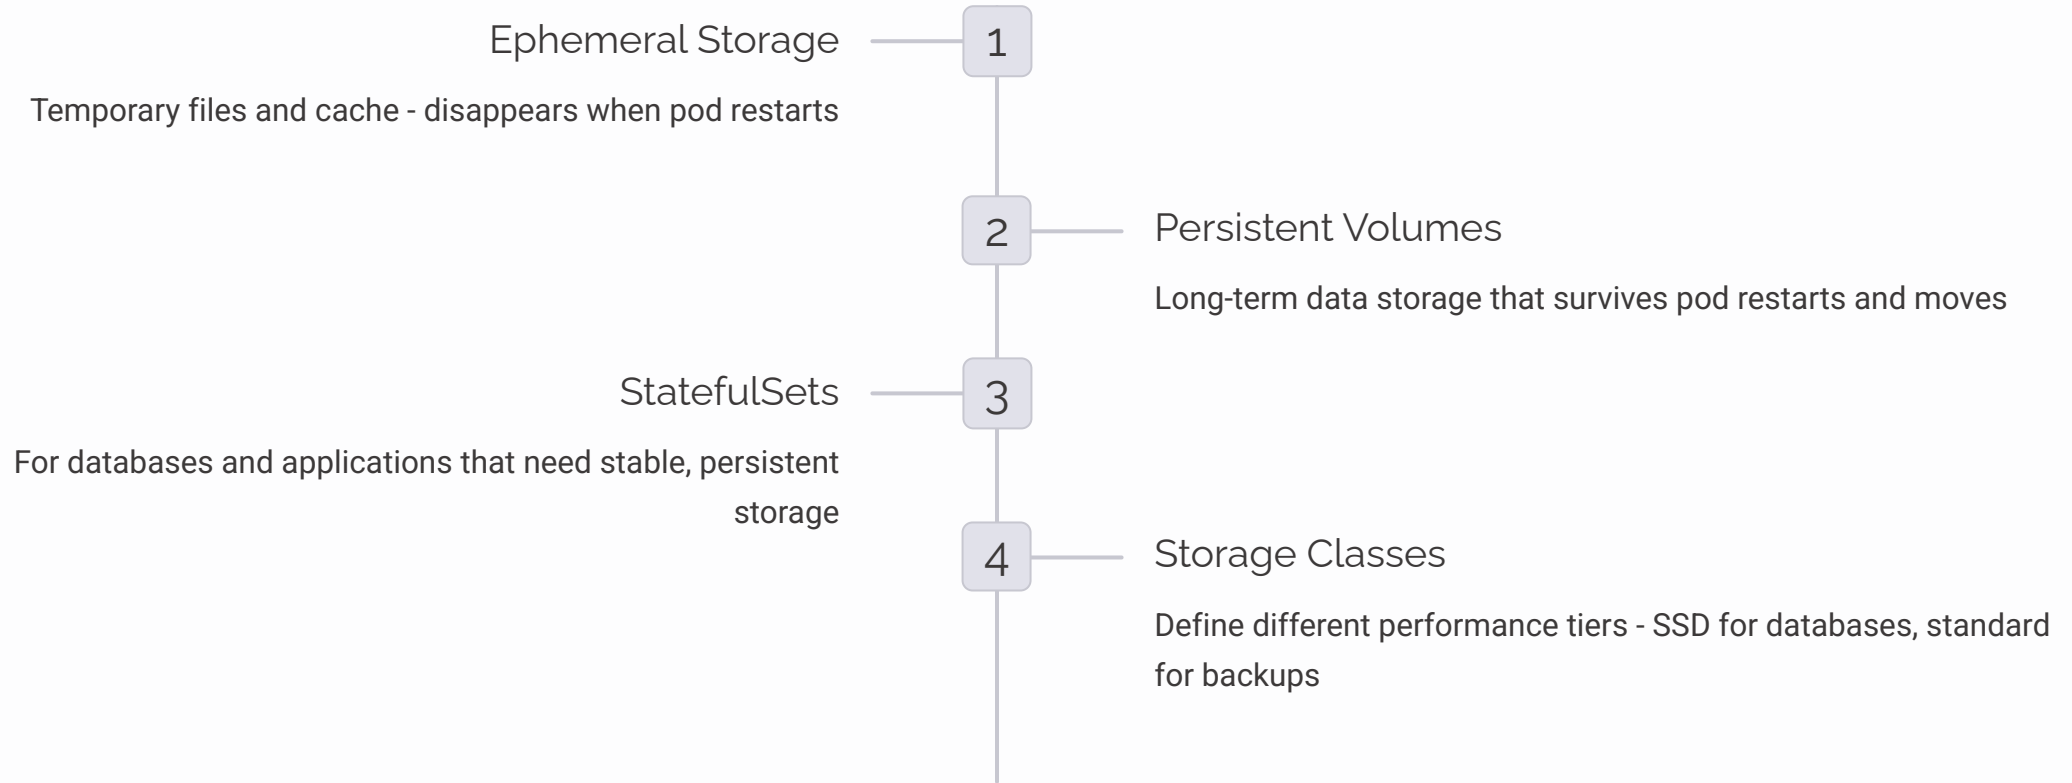 Ephemeral Storage
1
Temporary files and cache - disappears when pod restarts
2
Persistent Volumes
Long-term data storage that survives pod restarts and moves
StatefulSets
3
For databases and applications that need stable, persistent
storage
4
Storage Classes
Define different performance tiers - SSD for databases, standard
for backups